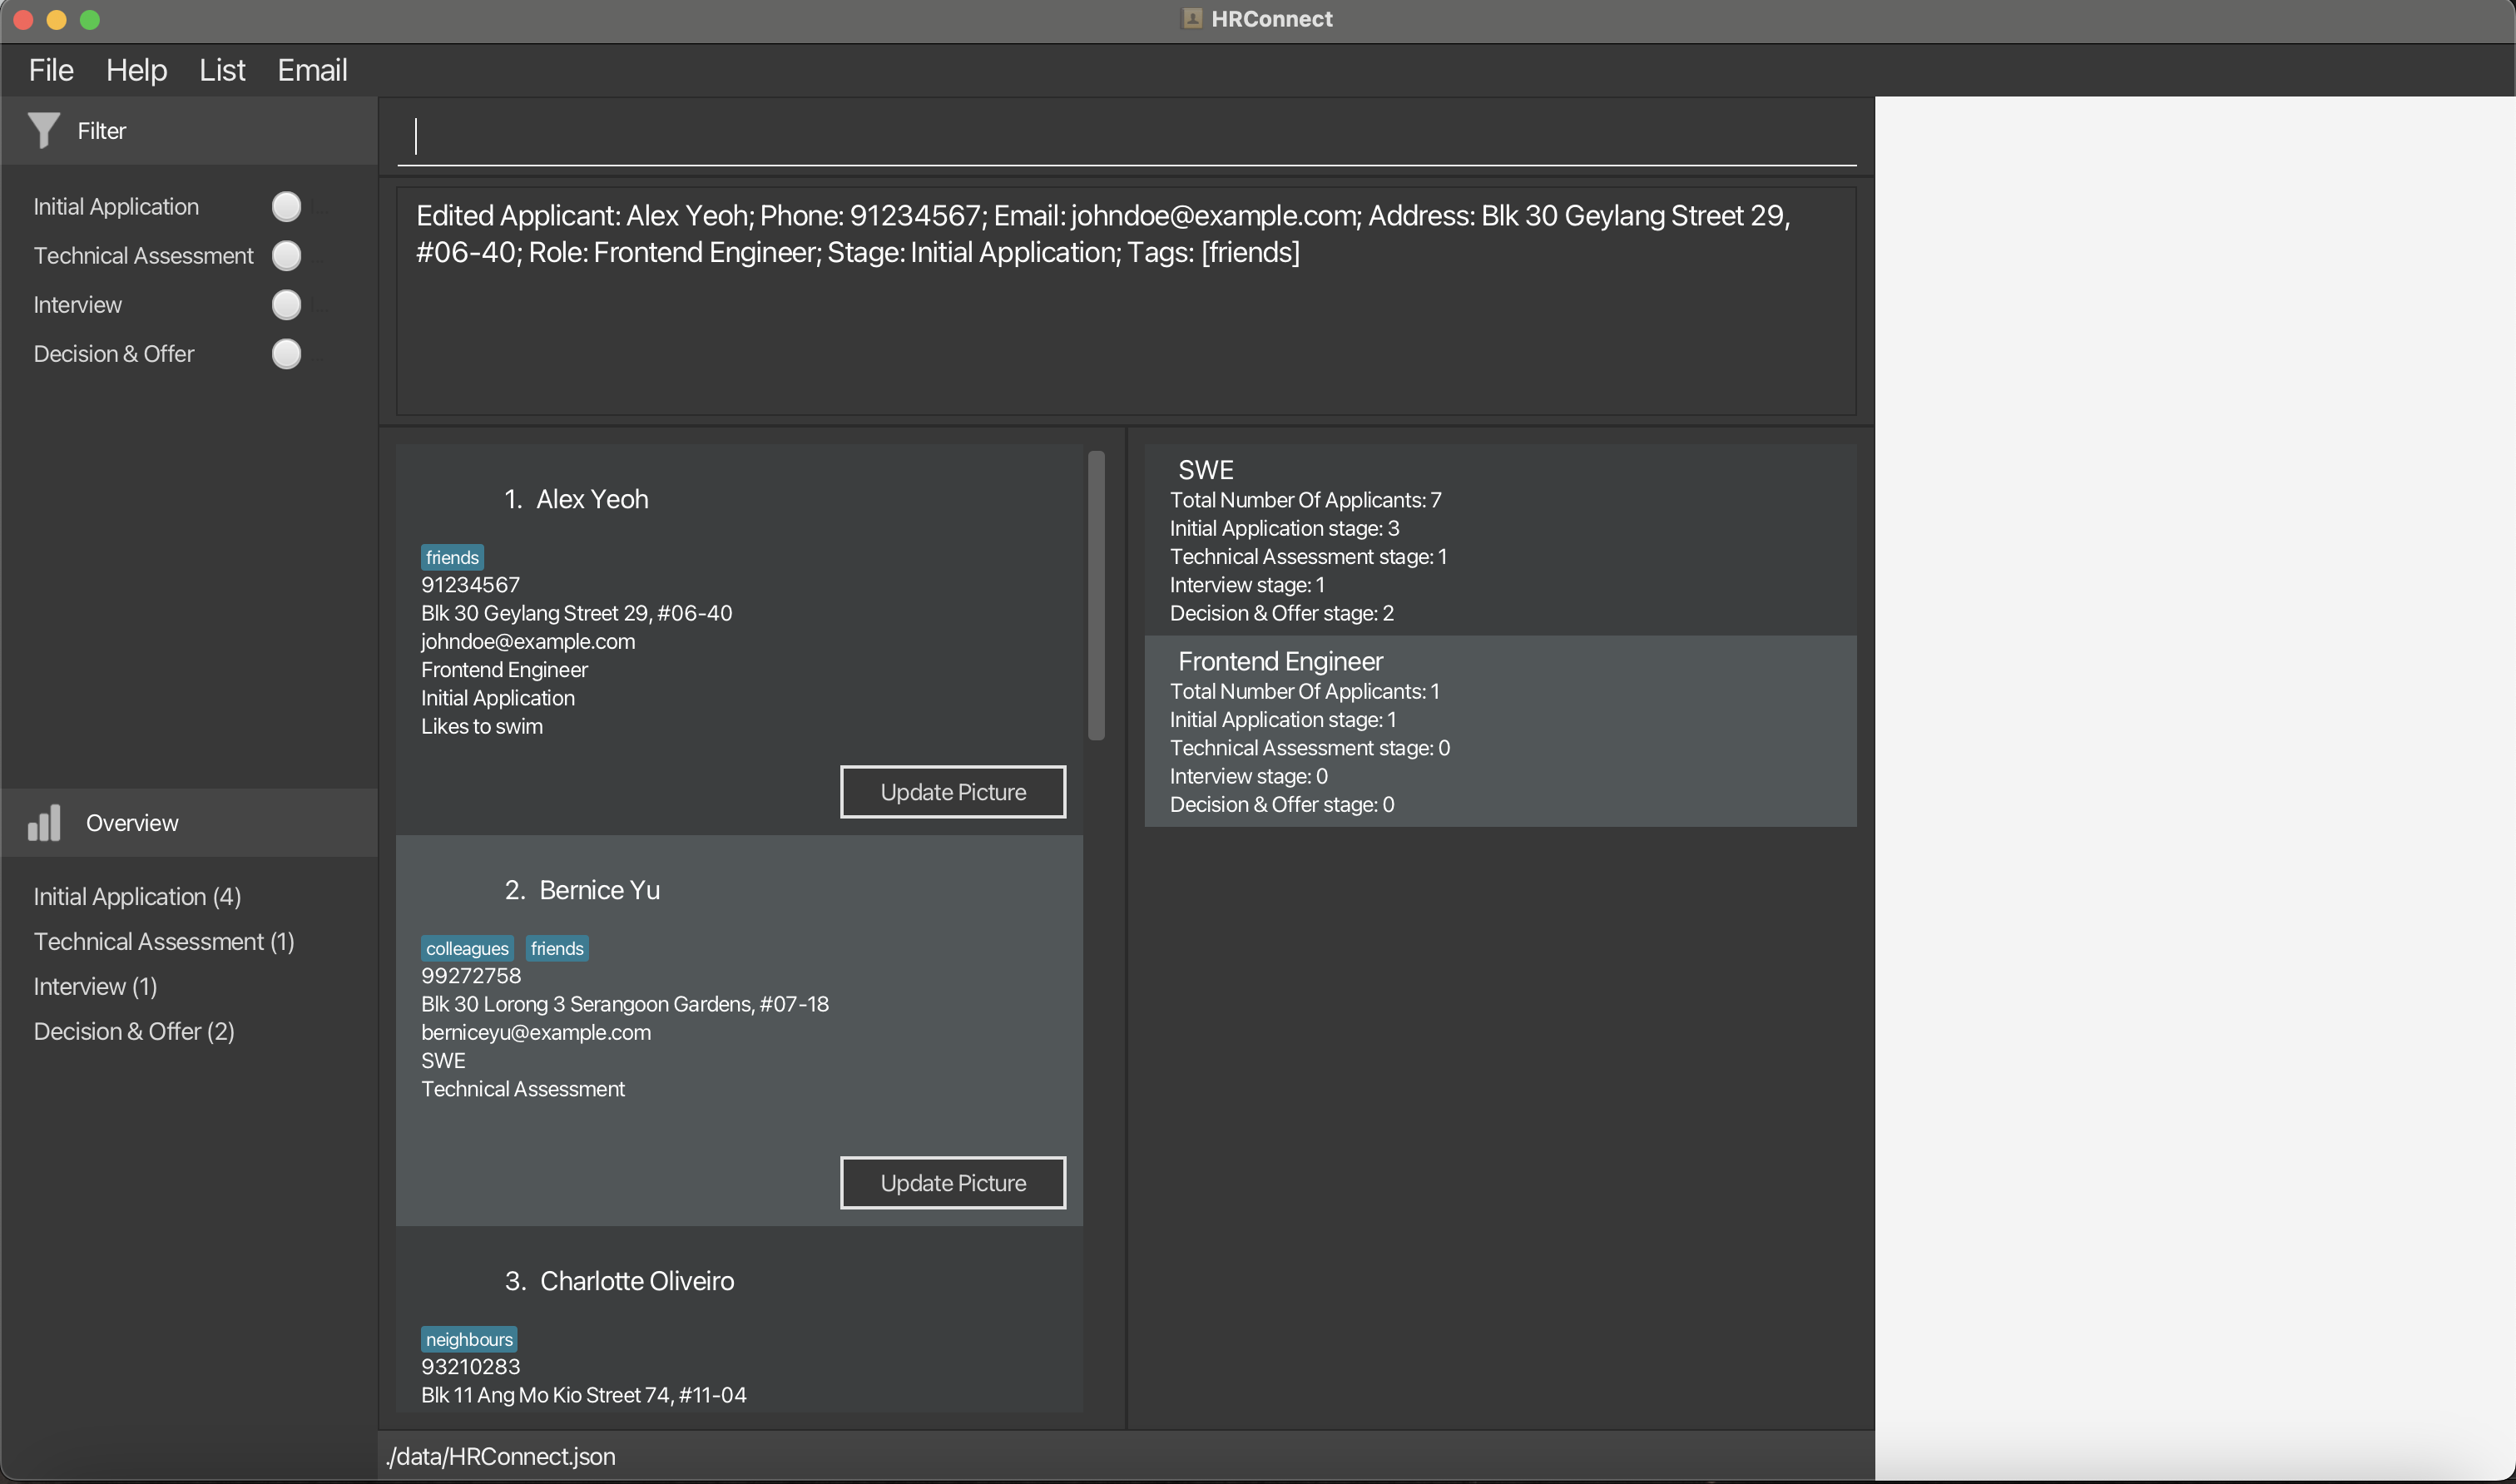 HRConnect
File Help List Email
Filter
Initial Application
Technical Assessment
Interview
Decision & Offer
Overview
Initial Application (4)
Technical Assessment (1)
Interview (1)
Decision & Offer (2)
Edited Applicant: Alex Yeoh; Phone: 91234567; Email: johndoe@example.com; Address: Blk 30 Geylang Street 29,
#06-40; Role: Frontend Engineer; Stage: Initial Application; Tags: [friends]
1. Alex Yeoh
friends
91234567
Blk 30 Geylang Street 29, #06-40
johndoe@example.com
Frontend Engineer
Initial Application
Likes to swim
Update Picture
2. Bernice Yu
colleagues friends
99272758
Blk 30 Lorong 3 Serangoon Gardens, #07-18
berniceyu@example.com
SWE
Technical Assessment
Update Picture
3. Charlotte Oliveiro
neighbours
93210283
Blk 11 Ang Mo Kio Street 74, #11-04
SWE
Total Number Of Applicants: 7
Initial Application stage: 3
Technical Assessment stage: 1
Interview stage: 1
Decision & Offer stage: 2
Frontend Engineer
Total Number Of Applicants: 1
Initial Application stage: 1
Technical Assessment stage: 0
Interview stage: 0
Decision & Offer stage: 0
./data/HRConnect.json